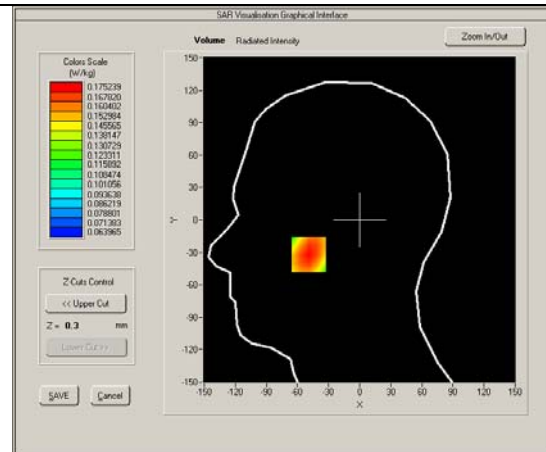 SAR Visualisation Graphical Interface
Volume Radiated Intensity
Zoom In/Out
Colors Scale
(W/kg)
0.175239
0.167820
0.160402
0.152984
0.145565
0.138147
0.130729
0.123311
0.115892
0.108474
0.101056
0.093638
0.086219
0.078801
0.071383
0.063965
Z Cuts Control
<< Upper Cut
Z = 0.3 mm
Lower Cut >>
SAVE Cancel
150-
120-
90-
60-
30-
0-
-30-
-60-
-90-
-120-
-150-
Y
-150 -120 -90 -60 -30 0 30 60 90 120 150
X